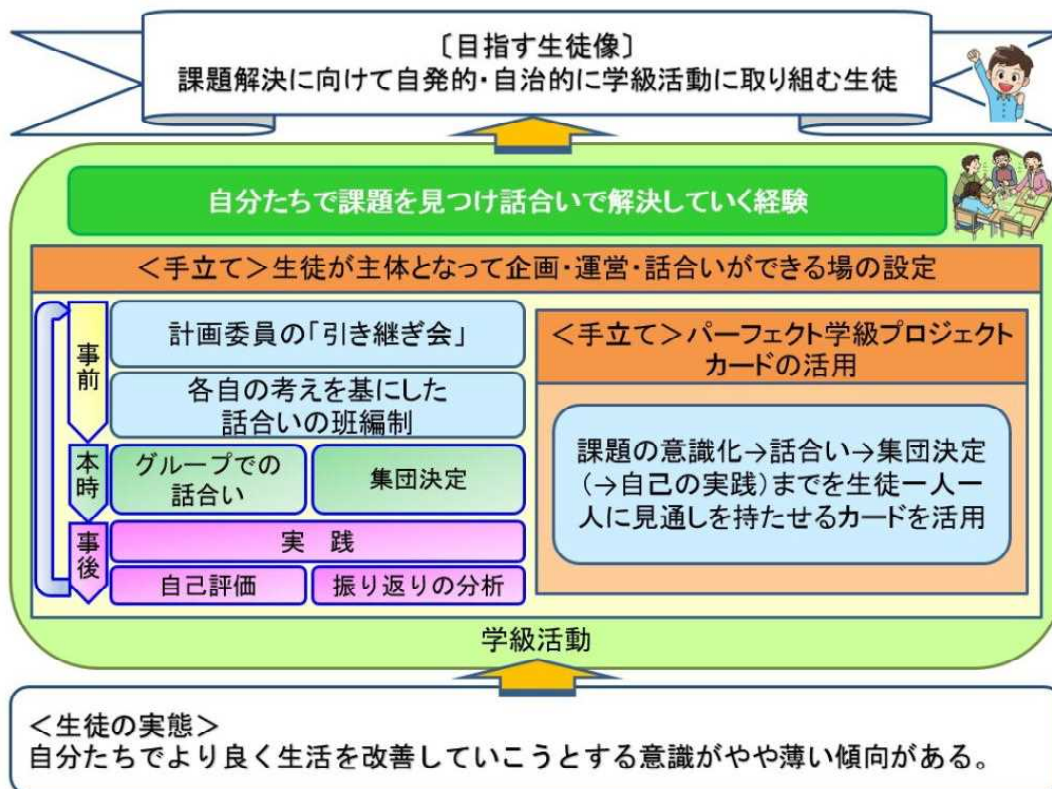 〔目指す生徒像〕
課題解決に向けて自発的・自治的に学級活動に取り組む生徒
自分たちで課題を見つけ話合いで解決していく経験
＜手立て＞生徒が主体となって企画・運営・話合いができる場の設定
事前
計画委員の「引き継ぎ会」
各自の考えを基にした
話合いの班編制
本時
グループでの
話合い
集団決定
事後
実　践
自己評価
振り返りの分析
＜手立て＞パーフェクト学級プロジェクト
カードの活用
課題の意識化→話合い→集団決定
（→自己の実践）までを生徒一人一
人に見通しを持たせるカードを活用
学級活動
＜生徒の実態＞
自分たちでより良く生活を改善していこうとする意識がやや薄い傾向がある。